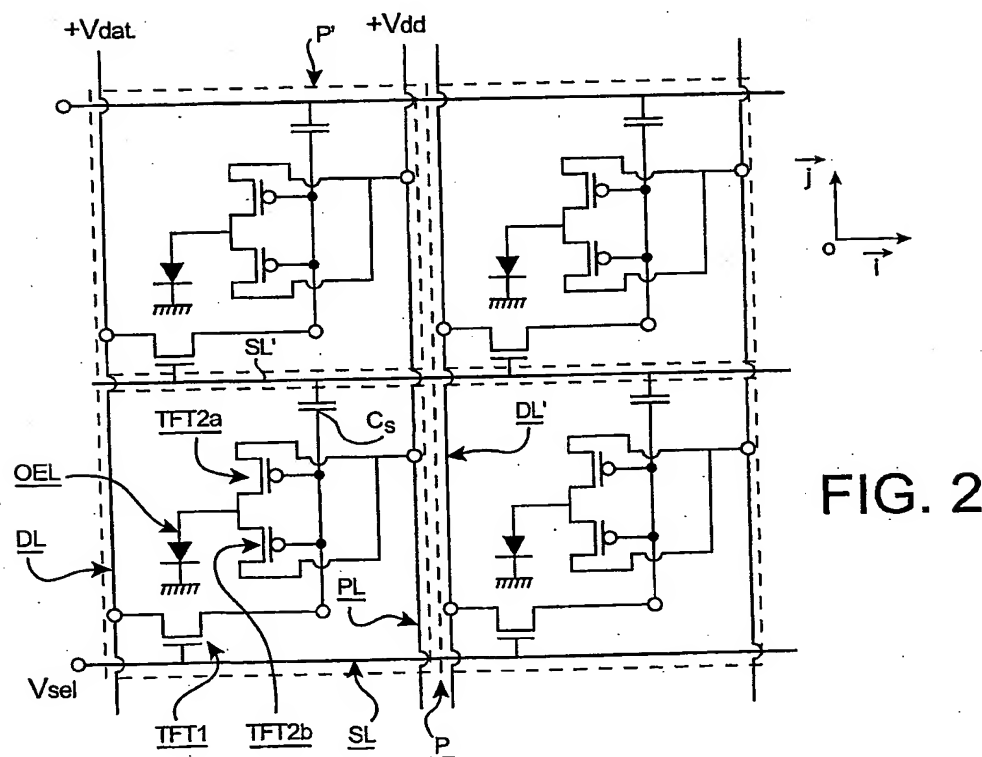 +Vdat.
P'
+Vdd
j
o
i
SL'
TFT2a
Cs
DL'
OEL
FIG. 2
DL
PL
Vsel
TFT1
TFT2b
SL
P